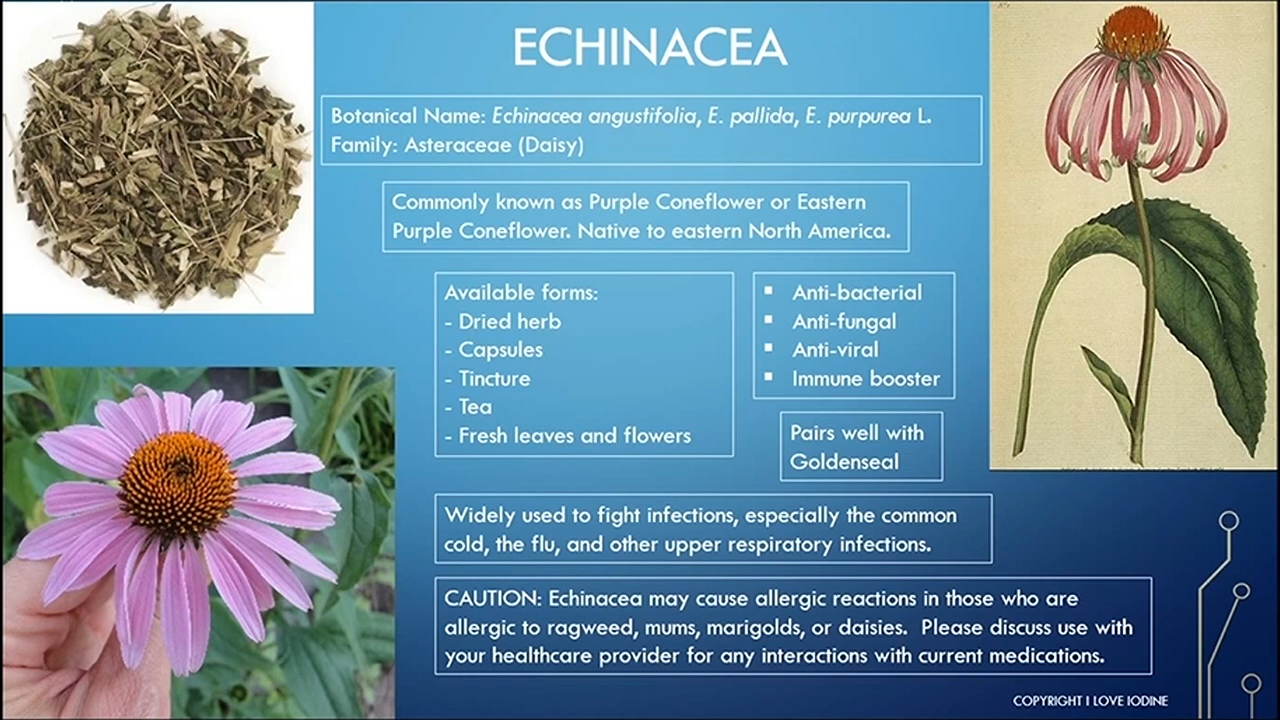 ECHINACEA
Botanical Name: Echinacea angustifolia, E. pallida, E. purpurea L.
Family: Asteraceae (Daisy)
Commonly known as Purple Coneflower or Eastern
Purple Coneflower. Native to eastern North America.
Available forms:
- Dried herb
- Capsules
- Tincture
- Tea
- Fresh leaves and flowers
▪ Anti-bacterial
▪ Anti-fungal
▪ Anti-viral
▪ Immune booster
Pairs well with
Goldenseal
Widely used to fight infections, especially the common
cold, the flu, and other upper respiratory infections.
CAUTION: Echinacea may cause allergic reactions in those who are
allergic to ragweed, mums, marigolds, or daisies.  Please discuss use with
your healthcare provider for any interactions with current medications.
COPYRIGHT I LOVE IODINE